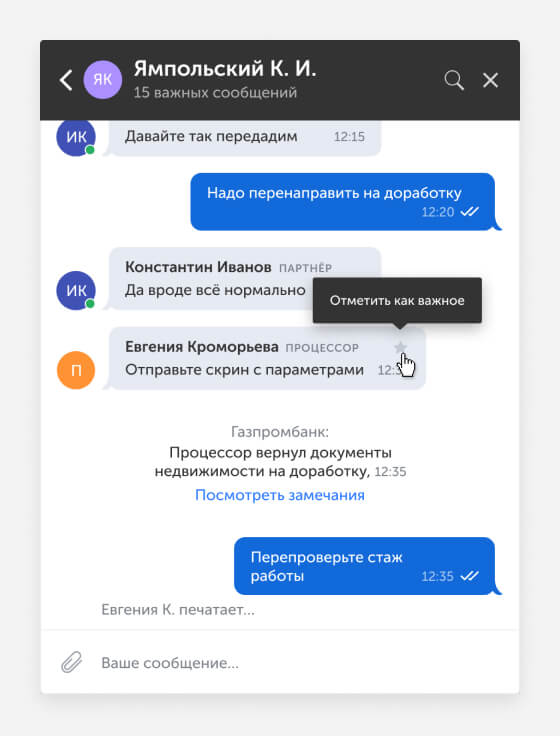 ЯК
Ямпольский К. И.
15 важных сообщений
ИК
Давайте так передадим 12:15
Надо перенаправить на доработку
12:20
Константин Иванов ПАРТНЁР
ИК
Да вроде всё нормально
Отметить как важное
Евгения Кроморьева ПРОЦЕССОР
П
Отправьте скрин с параметрами
Газпромбанк:
Процессор вернул документы
недвижимости на доработку, 12:35
Посмотреть замечания
Перепроверьте стаж
работы 12:35
Евгения К. печатает...
Ваше сообщение...